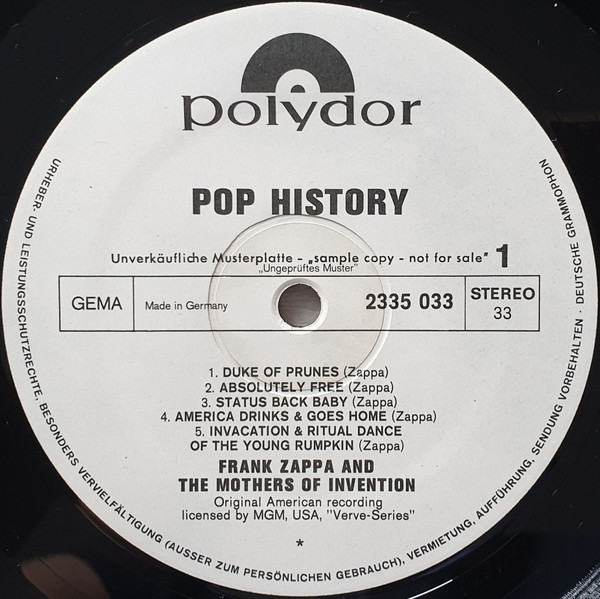 polydor
POP HISTORY
Unverkäufliche Musterplatte - „sample copy - not for sale" 1
„Ungeprüftes Muster"
GEMA Made in Germany 2335 033 STEREO
33
1. DUKE OF PRUNES (Zappa)
2. ABSOLUTELY FREE (Zappa)
3. STATUS BACK BABY (Zappa)
4. AMERICA DRINKS & GOES HOME (Zappa)
5. INVACATION & RITUAL DANCE
OF THE YOUNG RUMPKIN (Zappa)
FRANK ZAPPA AND
THE MOTHERS OF INVENTION
Original American recording
licensed by MGM, USA, "Verve-Series"
*
URHEBER- UND LEISTUNGSSCHUTZRECHTE, BESONDERS VERVIELFÄLTIGUNG (AUSSER ZUM PERSÖNLICHEN GEBRAUCH), VERMIETUNG, AUFFÜHRUNG, SENDUNG VORBEHALTEN · DEUTSCHE GRAMMOPHON